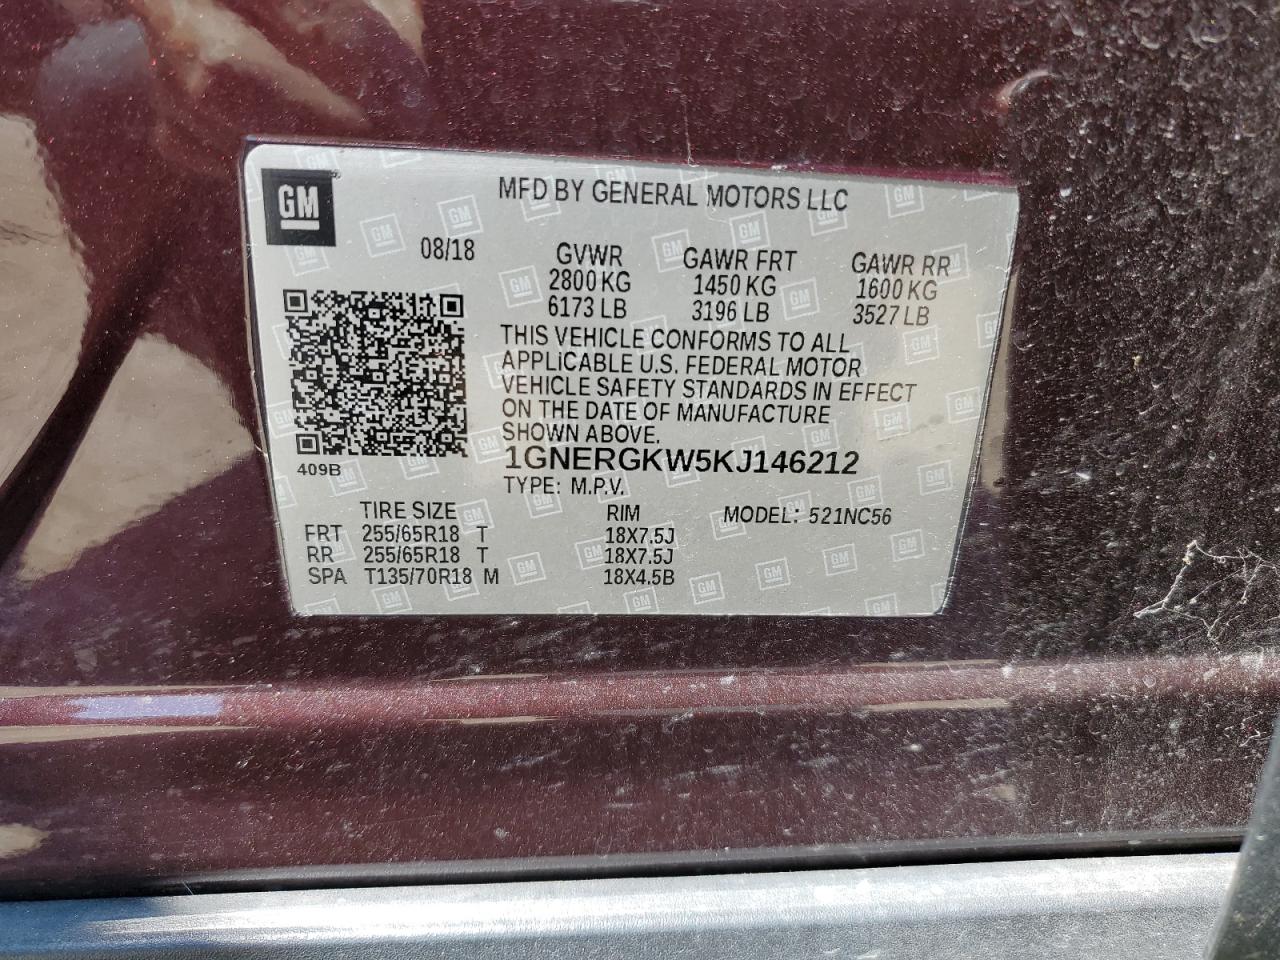 GM MFD BY GENERAL MOTORS LLC
08/18 GVWR GAWR FRT GAWR RR
2800 KG 1450 KG 1600 KG
6173 LB 3196 LB 3527 LB
THIS VEHICLE CONFORMS TO ALL
APPLICABLE U.S. FEDERAL MOTOR
VEHICLE SAFETY STANDARDS IN EFFECT
ON THE DATE OF MANUFACTURE
SHOWN ABOVE.
409B 1GNERGKW5KJ146212
TYPE: M.P.V.
TIRE SIZE RIM MODEL: 521NC56
FRT 255/65R18 T 18X7.5J
RR 255/65R18 T 18X7.5J
SPA T135/70R18 M 18X4.5B